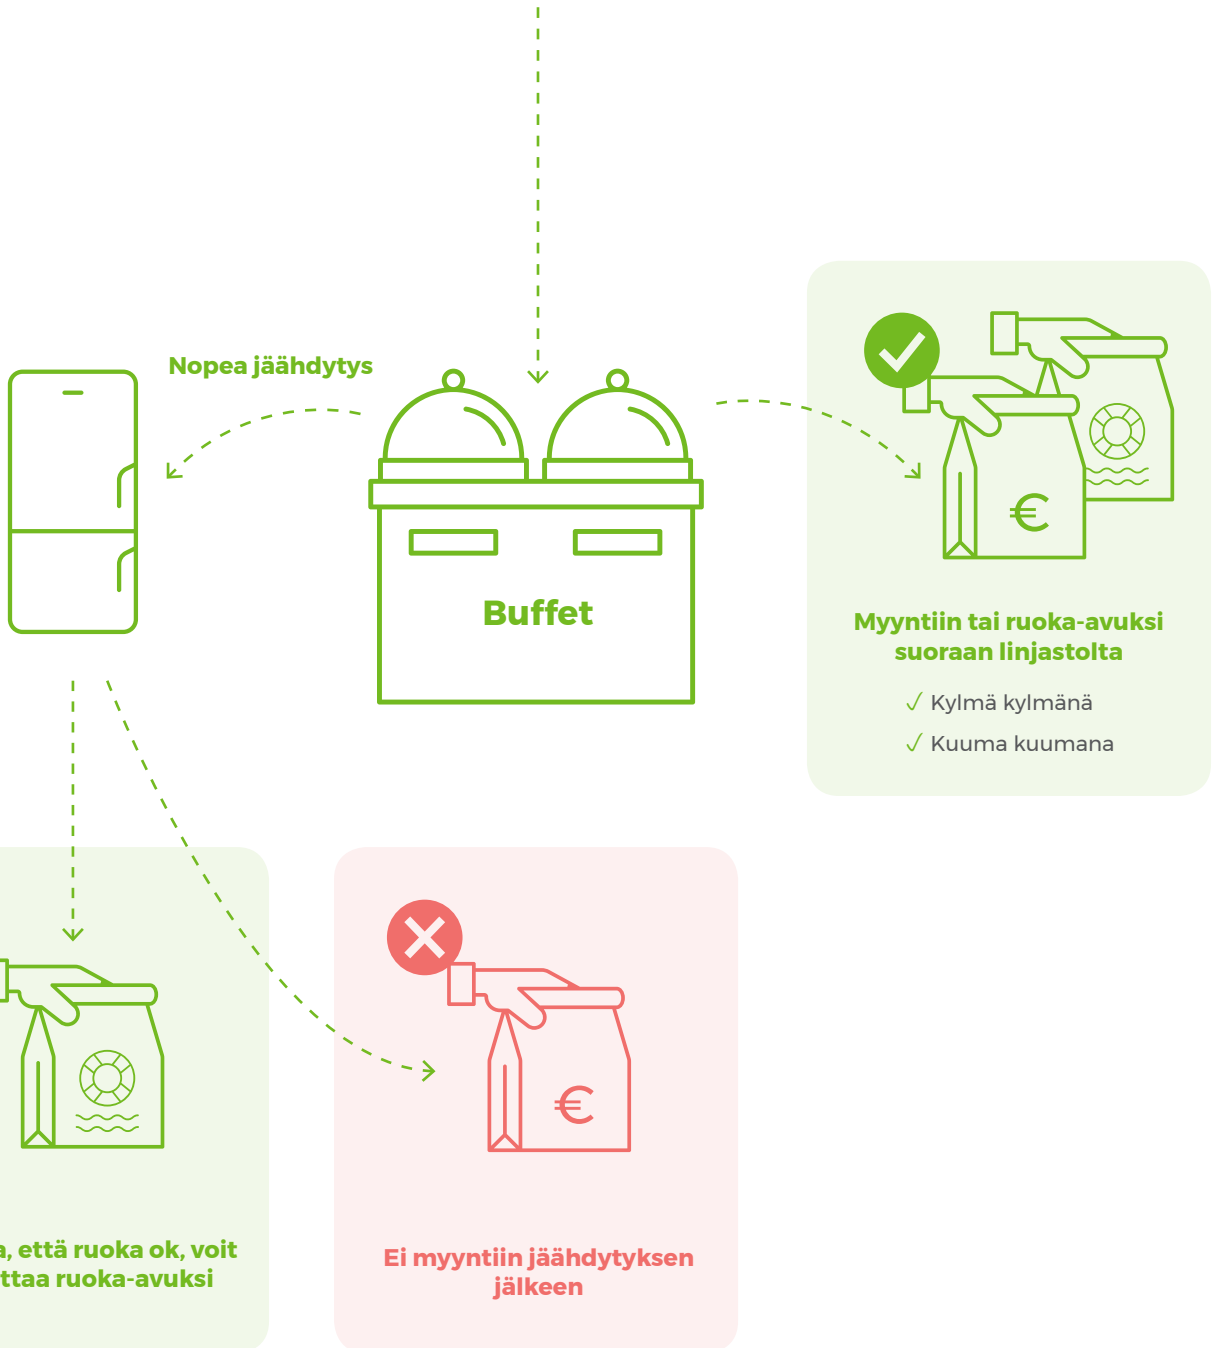 Nopea jäähdytys
Buffet
€
Myyntiin tai ruoka-avuksi
suoraan linjastolta
✓ Kylmä kylmänä
✓ Kuuma kuumana
että ruoka ok, voit
ruoka-avuksi
€
Ei myyntiin jäähdytyksen
jälkeen